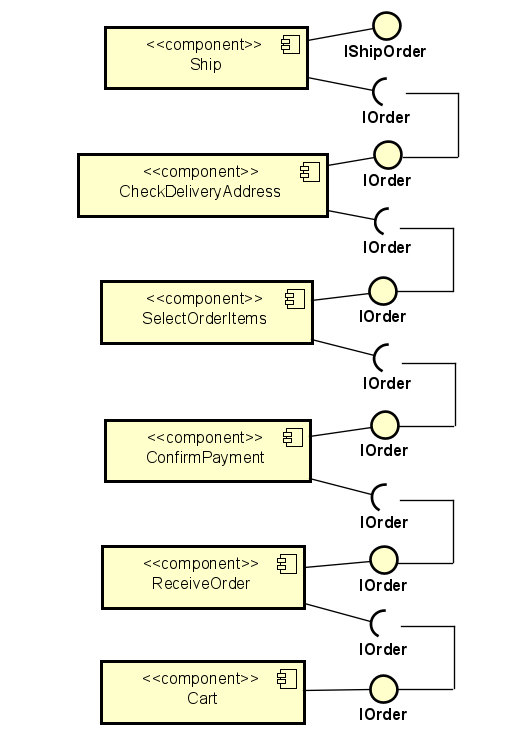 <<component>>
Ship
IShipOrder
IOrder
<<component>>
CheckDeliveryAddress
IOrder
IOrder
<<component>>
SelectOrderItems
IOrder
IOrder
<<component>>
ConfirmPayment
IOrder
IOrder
<<component>>
ReceiveOrder
IOrder
IOrder
<<component>>
Cart
IOrder